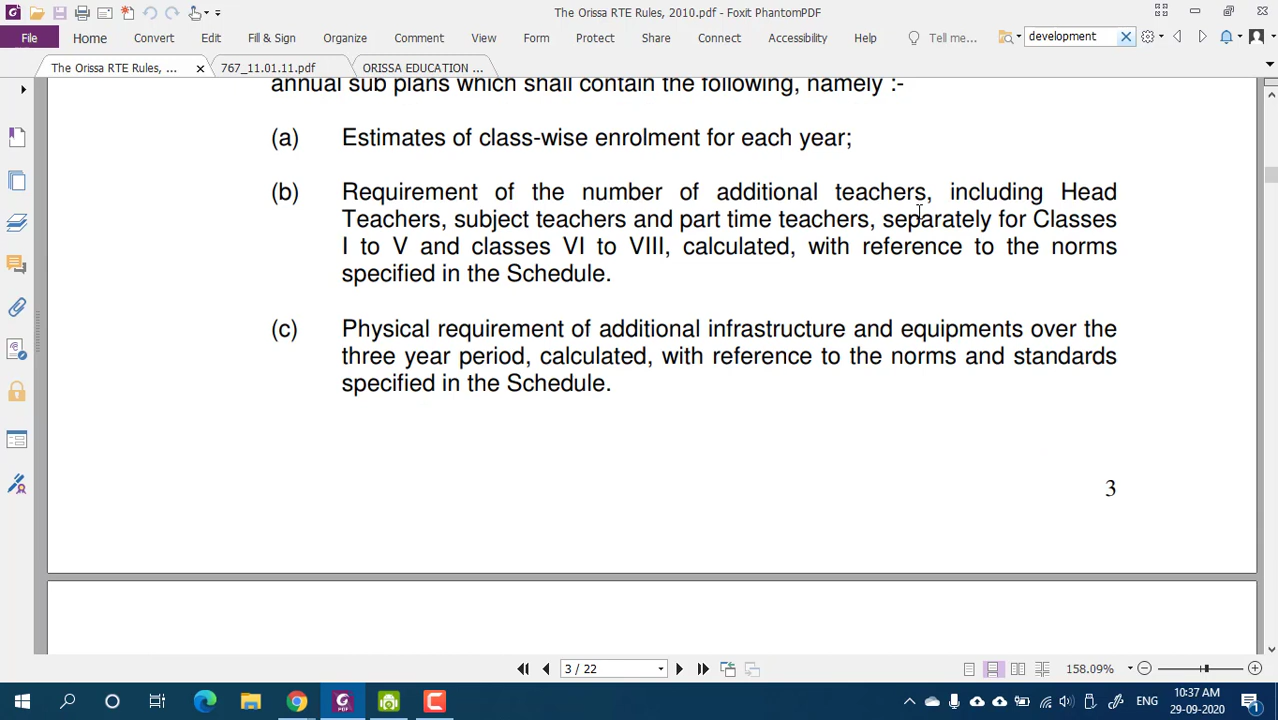 The Orissa RTE Rules, 2010.pdf - Foxit PhantomPDF
File Home Convert Edit Fill & Sign Organize Comment View Form Protect Share Connect Accessibility Help Tell me... development
The Orissa RTE Rules, ... 767_11.01.11.pdf ORISSA EDUCATION ...
annual sub plans which shall contain the following, namely :-
(a) Estimates of class-wise enrolment for each year;
(b) Requirement of the number of additional teachers, including Head
Teachers, subject teachers and part time teachers, separately for Classes
I to V and classes VI to VIII, calculated, with reference to the norms
specified in the Schedule.
(c) Physical requirement of additional infrastructure and equipments over the
three year period, calculated, with reference to the norms and standards
specified in the Schedule.
3
3 / 22 158.09%
ENG 10:37 AM
29-09-2020